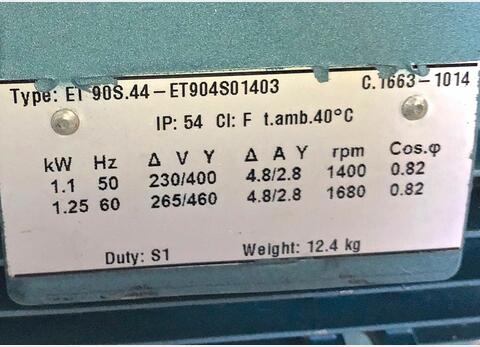 Type: ET 90S.44-ET904S01403 C.1663-1014
IP: 54 Cl: F t.amb.40°C
kW Hz Δ V Y Δ A Y rpm Cos.φ
1.1 50 230/400 4.8/2.8 1400 0.82
1.25 60 265/460 4.8/2.8 1680 0.82
Duty: S1 Weight: 12.4 kg